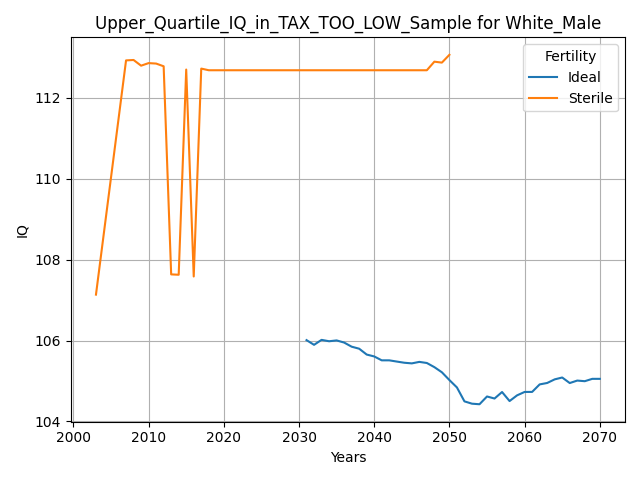 Upper_Quartile_IQ_in_TAX_TOO_LOW_Sample for White_Male
Fertility
Ideal
Sterile
IQ
112
110
108
106
104
2000 2010 2020 2030 2040 2050 2060 2070
Years